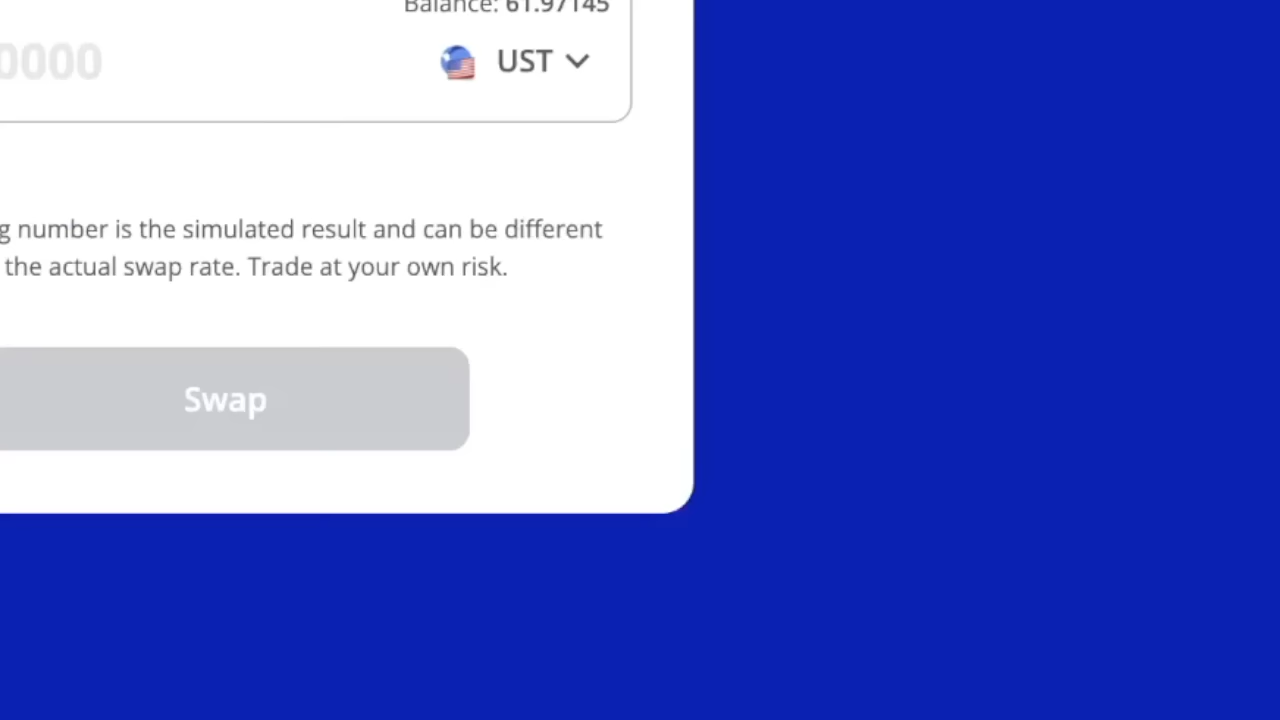 Balance: 61.97145
0000
UST
g number is the simulated result and can be different
the actual swap rate. Trade at your own risk.
Swap